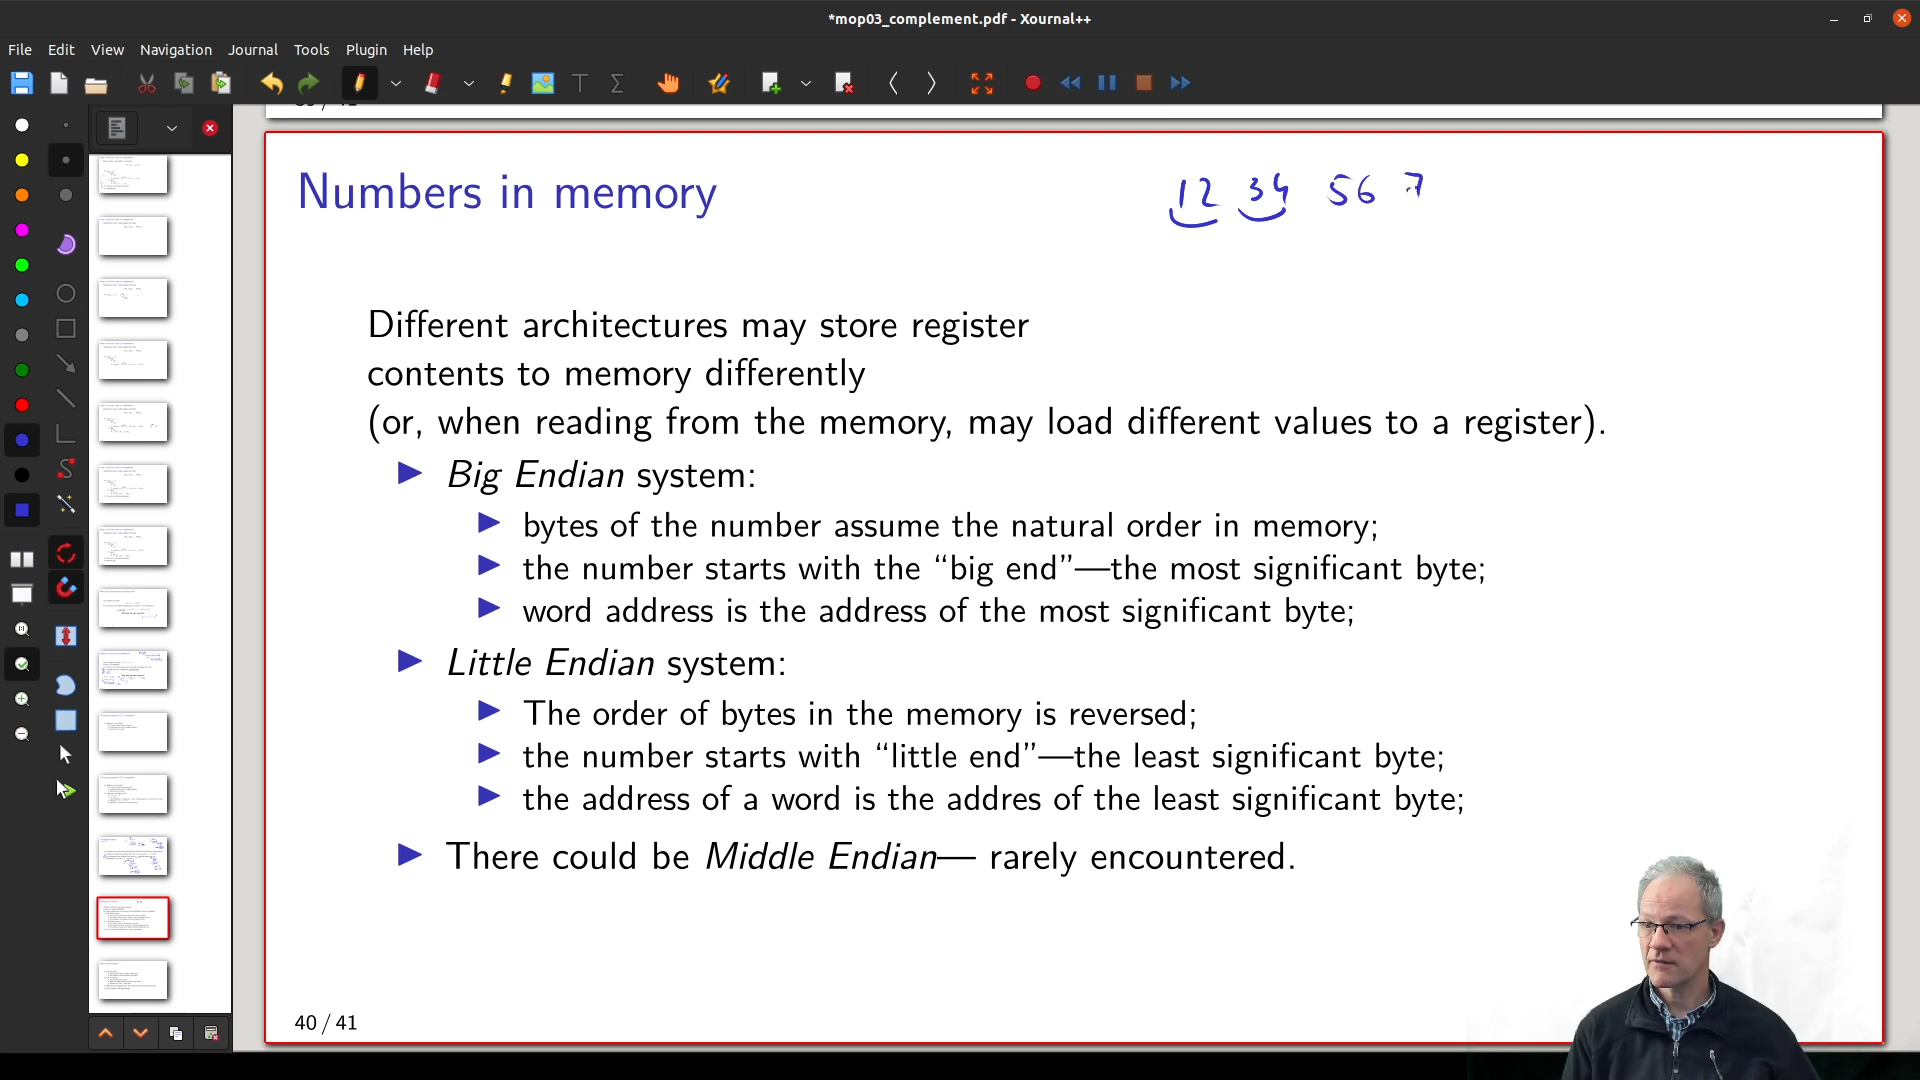 *mop03_complement.pdf - Xournal++
File Edit View Navigation Journal Tools Plugin Help
Numbers in memory
12 34 56 7
Different architectures may store register
contents to memory differently
(or, when reading from the memory, may load different values to a register).
Big Endian system:
bytes of the number assume the natural order in memory;
the number starts with the “big end”—the most significant byte;
word address is the address of the most significant byte;
Little Endian system:
The order of bytes in the memory is reversed;
the number starts with “little end”—the least significant byte;
the address of a word is the addres of the least significant byte;
There could be Middle Endian— rarely encountered.
40 / 41